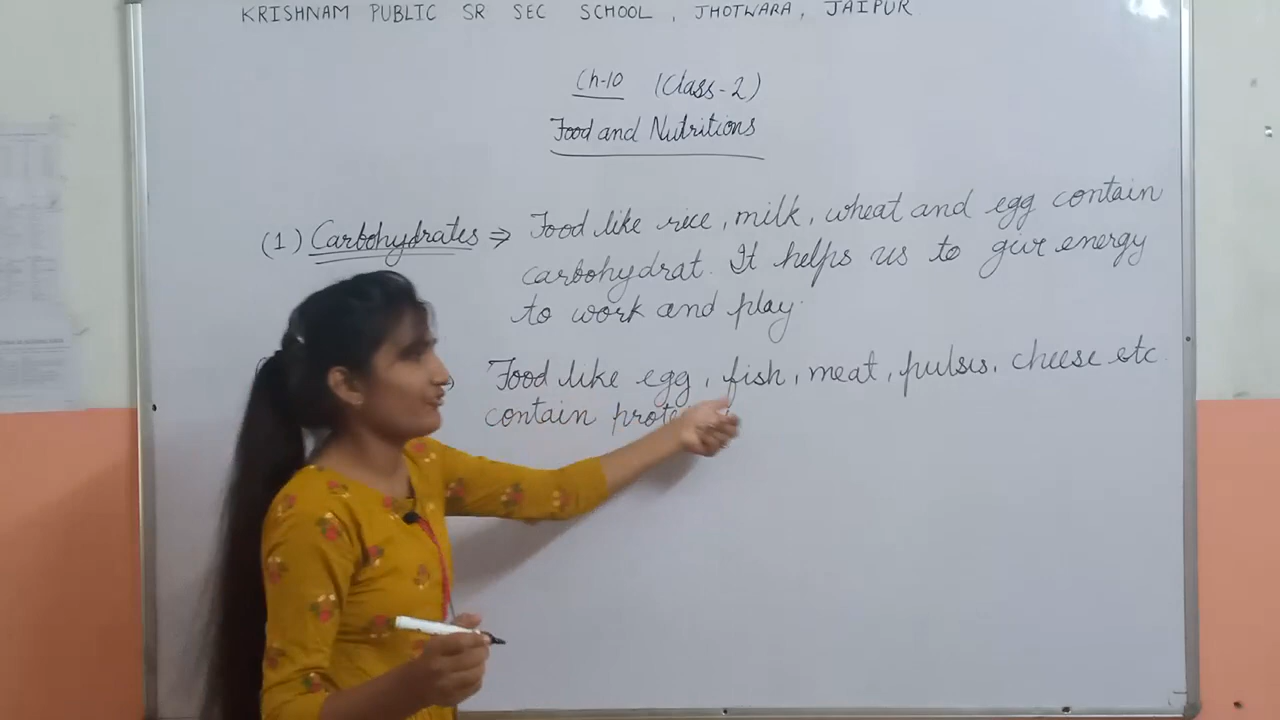 KRISHNAM PUBLIC SR SEC SCHOOL, JHOTWARA, JAIPUR
Ch-10 (Class-2)
Food and Nutritions
(1) Carbohydrates ⇒ Food like rice, milk, wheat and egg contain
carbohydrat. It helps us to give energy
to work and play.
Food like egg, fish, meat, pulses, cheese etc.
contain